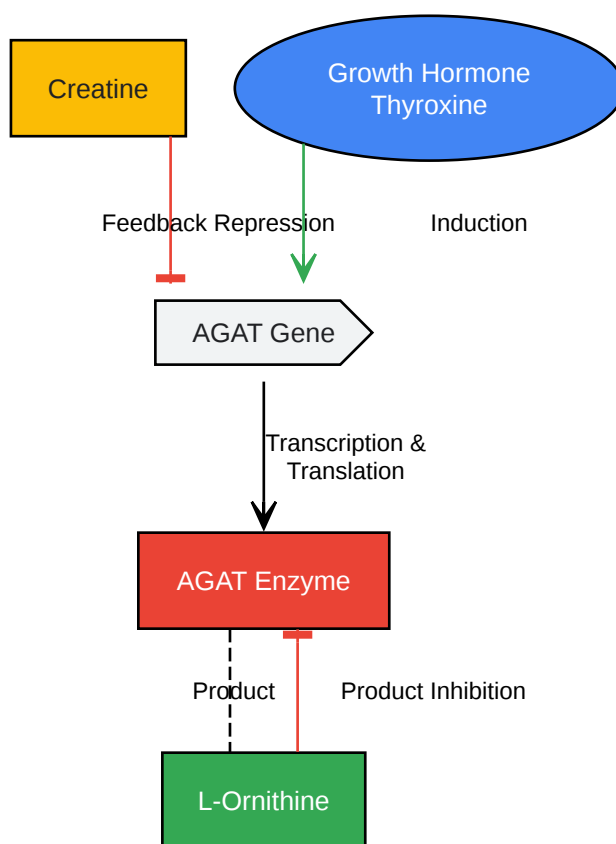 Creatine
Growth Hormone
Thyroxine
Feedback Repression
Induction
AGAT Gene
Transcription &
Translation
AGAT Enzyme
Product
Product Inhibition
L-Ornithine